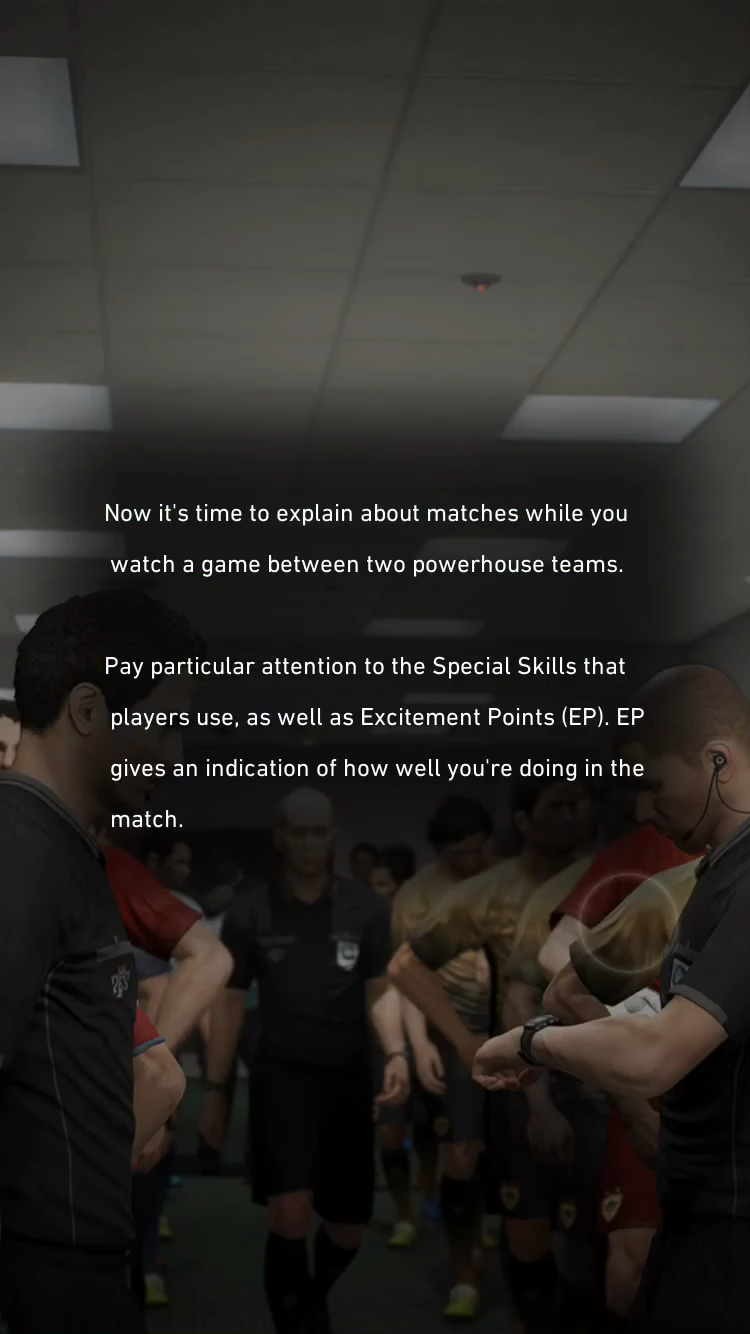 Now it's time to explain about matches while you
watch a game between two powerhouse teams.
Pay particular attention to the Special Skills that
players use, as well as Excitement Points (EP). EP
gives an indication of how well you're doing in the
match.